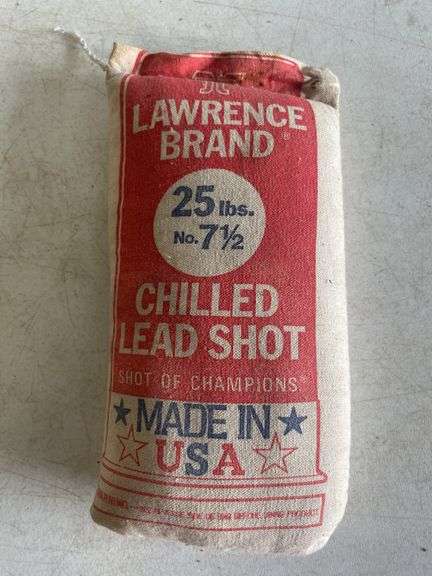 LAWRENCE
BRAND®
25 lbs.
No. 7½
CHILLED
LEAD SHOT
SHOT OF CHAMPIONS®
MADE IN
USA